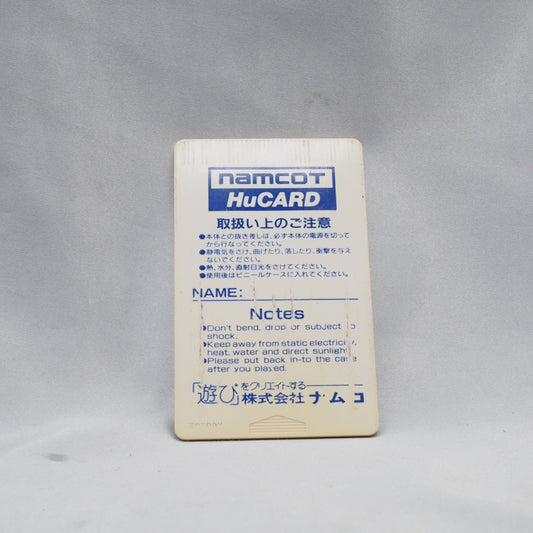 namcoT
HuCARD
取扱い上のご注意
●本体との抜き差しは、必ず本体の電源を切って
から行なってください。
●静電気をさけ、曲げたり、落したり、衝撃を与え
ないでください。
●熱、水分、直射日光をさけてください。
●使用後はビニールケースに入れてください。
NAME:
Notes
●Don't bend, drop or subject to
shock.
●Keep away from static electricity,
heat, water and direct sunlight
●Please put back in-to the case
after you played.
「遊び」をクリエイトする
株式会社ナムコ